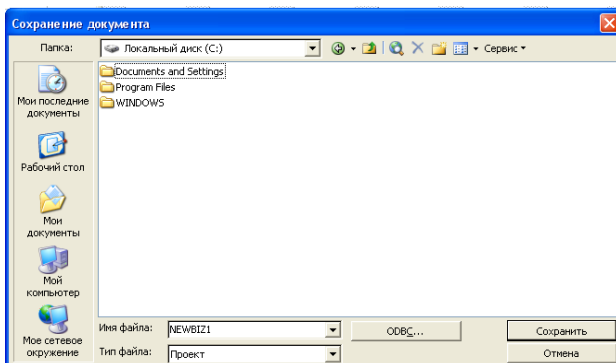 Сохранение документа
Папка: Локальный диск (C:) Сервис
Documents and Settings
Program Files
WINDOWS
Мои последние
документы
Рабочий стол
Мои
документы
Мой
компьютер
Мое сетевое
окружение
Имя файла: NEWBIZ1 ODBC... Сохранить
Тип файла: Проект Отмена